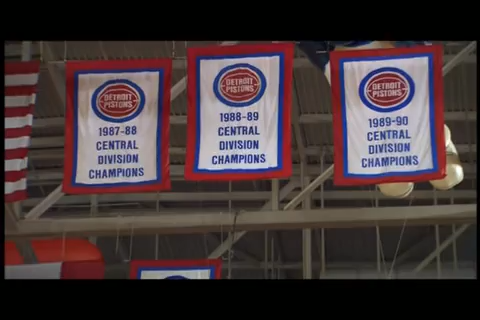 DETROIT
PISTONS
1987-88
CENTRAL
DIVISION
CHAMPIONS
DETROIT
PISTONS
1988-89
CENTRAL
DIVISION
CHAMPIONS
DETROIT
PISTONS
1989-90
CENTRAL
DIVISION
CHAMPIONS